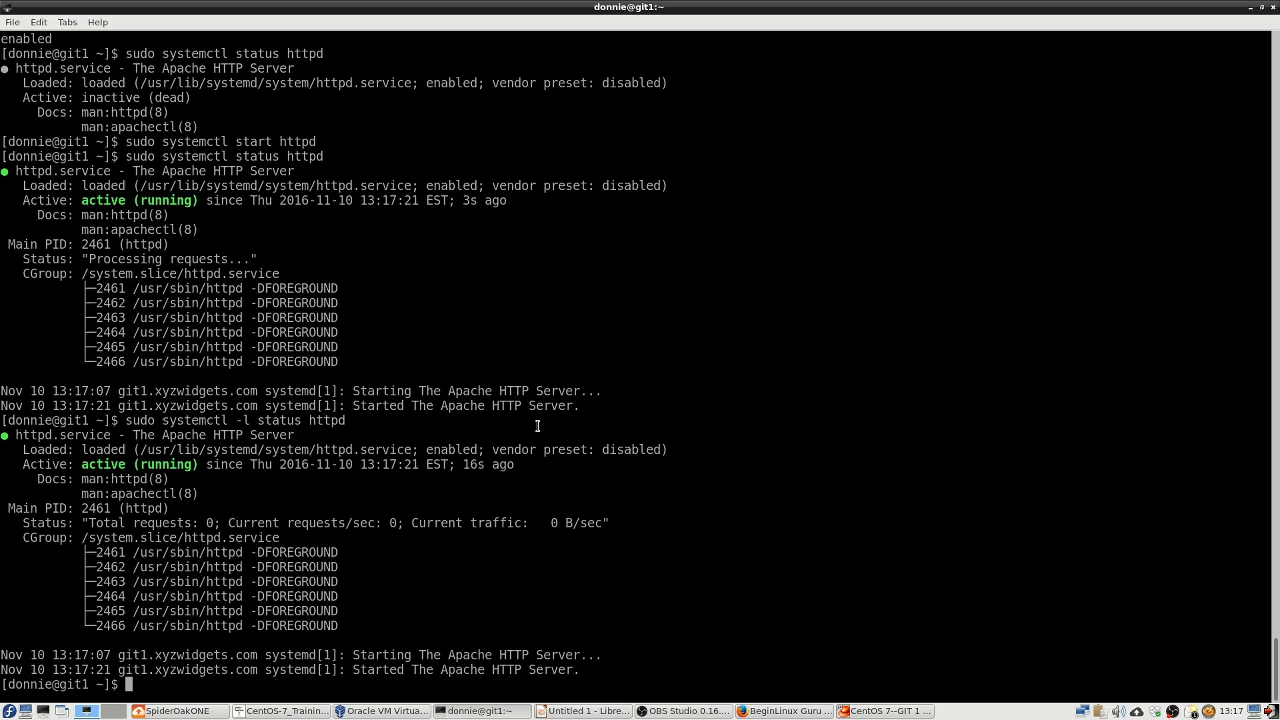 donnie@git1:~
File Edit Tabs Help
enabled
[donnie@git1 ~]$ sudo systemctl status httpd
● httpd.service - The Apache HTTP Server
   Loaded: loaded (/usr/lib/systemd/system/httpd.service; enabled; vendor preset: disabled)
   Active: inactive (dead)
     Docs: man:httpd(8)
           man:apachectl(8)
[donnie@git1 ~]$ sudo systemctl start httpd
[donnie@git1 ~]$ sudo systemctl status httpd
● httpd.service - The Apache HTTP Server
   Loaded: loaded (/usr/lib/systemd/system/httpd.service; enabled; vendor preset: disabled)
   Active: active (running) since Thu 2016-11-10 13:17:21 EST; 3s ago
     Docs: man:httpd(8)
           man:apachectl(8)
 Main PID: 2461 (httpd)
   Status: "Processing requests..."
   CGroup: /system.slice/httpd.service
           ├─2461 /usr/sbin/httpd -DFOREGROUND
           ├─2462 /usr/sbin/httpd -DFOREGROUND
           ├─2463 /usr/sbin/httpd -DFOREGROUND
           ├─2464 /usr/sbin/httpd -DFOREGROUND
           ├─2465 /usr/sbin/httpd -DFOREGROUND
           └─2466 /usr/sbin/httpd -DFOREGROUND
Nov 10 13:17:07 git1.xyzwidgets.com systemd[1]: Starting The Apache HTTP Server...
Nov 10 13:17:21 git1.xyzwidgets.com systemd[1]: Started The Apache HTTP Server.
[donnie@git1 ~]$ sudo systemctl -l status httpd
● httpd.service - The Apache HTTP Server
   Loaded: loaded (/usr/lib/systemd/system/httpd.service; enabled; vendor preset: disabled)
   Active: active (running) since Thu 2016-11-10 13:17:21 EST; 16s ago
     Docs: man:httpd(8)
           man:apachectl(8)
 Main PID: 2461 (httpd)
   Status: "Total requests: 0; Current requests/sec: 0; Current traffic:   0 B/sec"
   CGroup: /system.slice/httpd.service
           ├─2461 /usr/sbin/httpd -DFOREGROUND
           ├─2462 /usr/sbin/httpd -DFOREGROUND
           ├─2463 /usr/sbin/httpd -DFOREGROUND
           ├─2464 /usr/sbin/httpd -DFOREGROUND
           ├─2465 /usr/sbin/httpd -DFOREGROUND
           └─2466 /usr/sbin/httpd -DFOREGROUND
Nov 10 13:17:07 git1.xyzwidgets.com systemd[1]: Starting The Apache HTTP Server...
Nov 10 13:17:21 git1.xyzwidgets.com systemd[1]: Started The Apache HTTP Server.
[donnie@git1 ~]$
SpiderOakONE CentOS-7_Trainin... Oracle VM Virtua... donnie@git1:~ Untitled 1 - Libre... OBS Studio 0.16.... BeginLinux Guru ... CentOS 7--GIT 1 ... 13:17